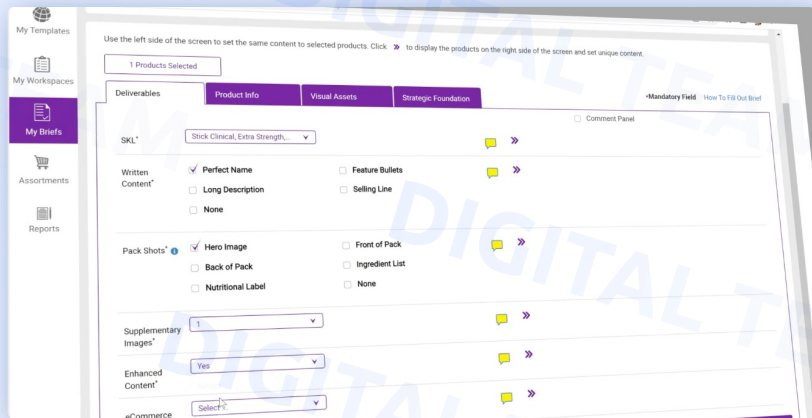 My Templates
My Workspaces
My Briefs
Assortments
Reports
Use the left side of the screen to set the same content to selected products. Click » to display the products on the right side of the screen and set unique content.
1 Products Selected
Deliverables
Product Info
Visual Assets
Strategic Foundation
*Mandatory Field
How To Fill Out Brief
Comment Panel
SKL*
Stick Clinical, Extra Strength,...
Written Content*
Perfect Name
Feature Bullets
Long Description
Selling Line
None
Pack Shots*
Hero Image
Front of Pack
Back of Pack
Ingredient List
Nutritional Label
None
Supplementary Images*
1
Enhanced Content*
Yes
eCommerce
Select
DIGITAL TEAM
DIGITAL TEAM
DIGITAL